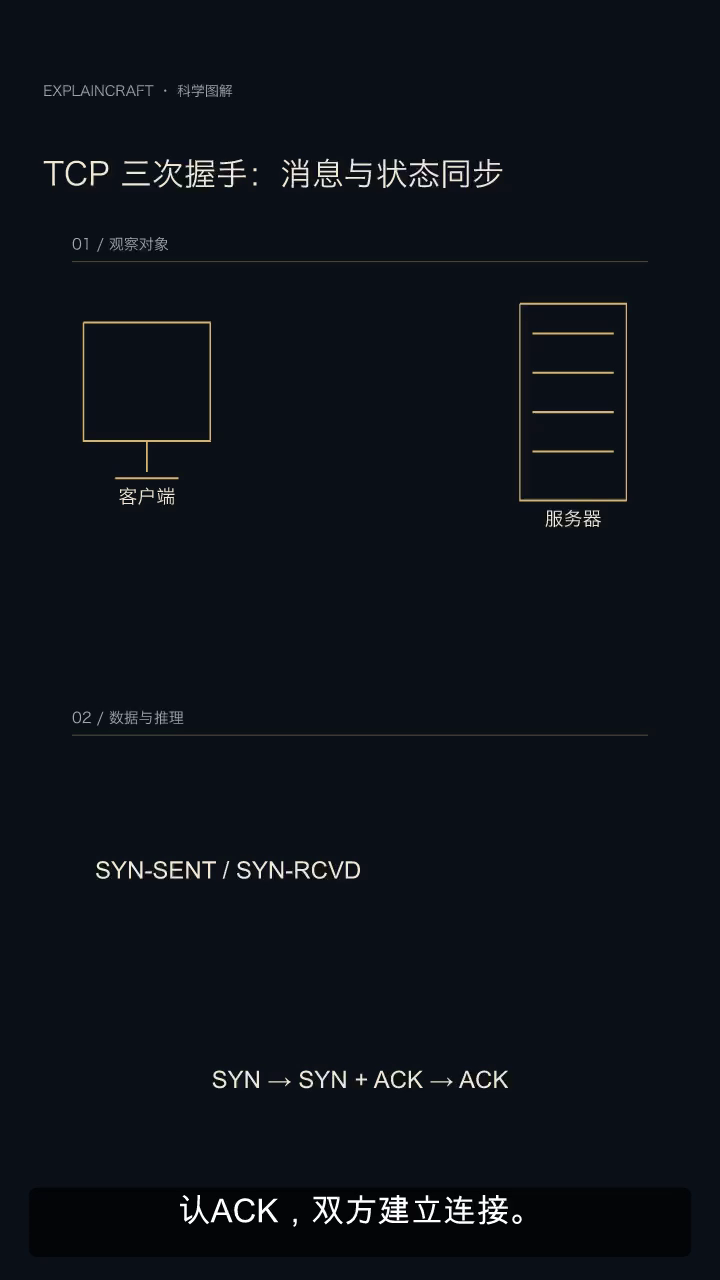 EXPLAINCRAFT · 科学图解
TCP 三次握手：消息与状态同步
01 / 观察对象
客户端
服务器
02 / 数据与推理
SYN-SENT / SYN-RCVD
SYN → SYN + ACK → ACK
认ACK，双方建立连接。